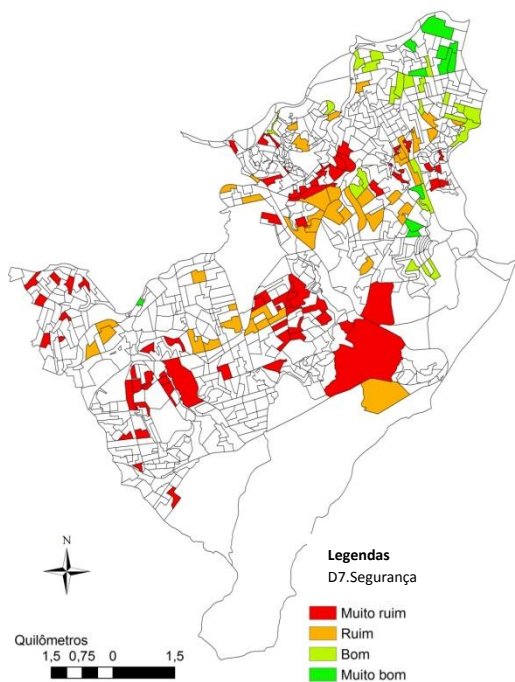 N
Legendas
D7.Segurança
Muito ruim
Ruim
Bom
Muito bom
Quilômetros
1,5 0,75 0 1,5